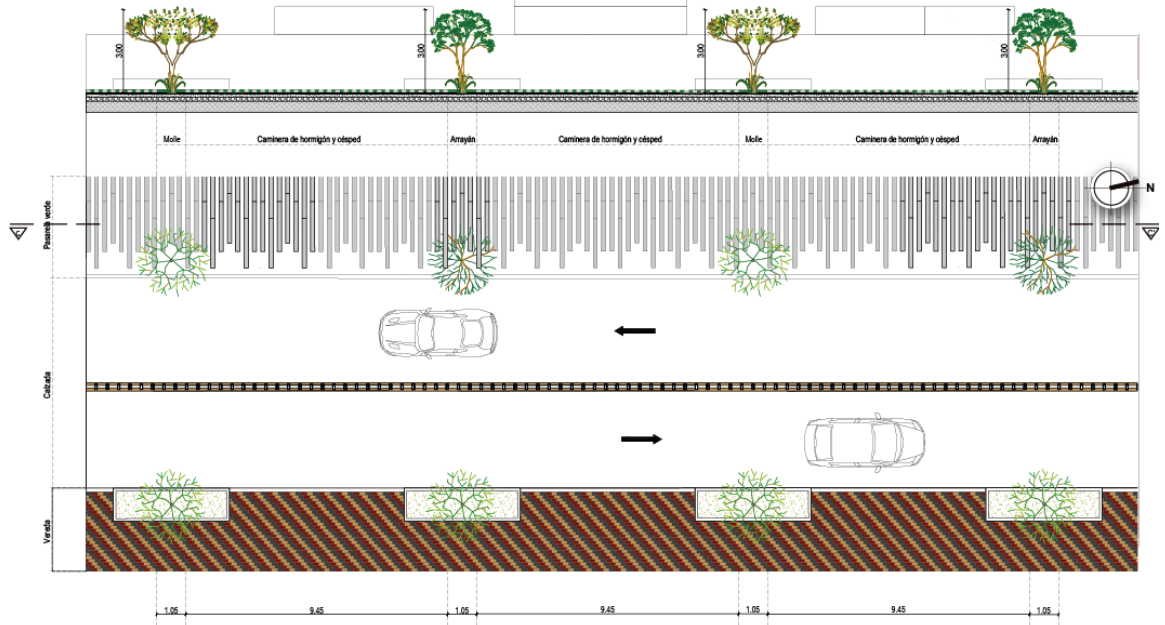 3.00 3.00 3.00 3.00
Molle Caminera de hormigón y césped Arrayán Caminera de hormigón y césped Molle Caminera de hormigón y césped Arrayán
N
Pasarela verde
Calzada
Vereda
1.05 9.45 1.05 9.45 1.05 9.45 1.05